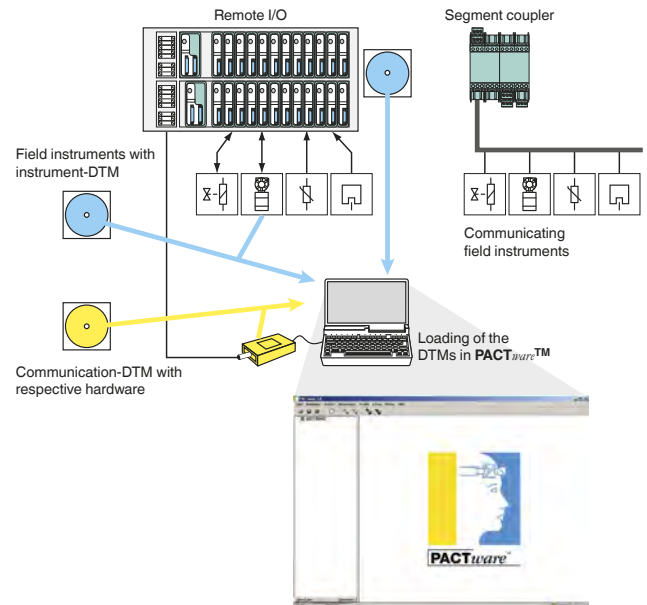 Remote I/O
Segment coupler
Field instruments with
instrument-DTM
Communicating
field instruments
Loading of the
DTMs in PACTware™
Communication-DTM with
respective hardware
PACTware™